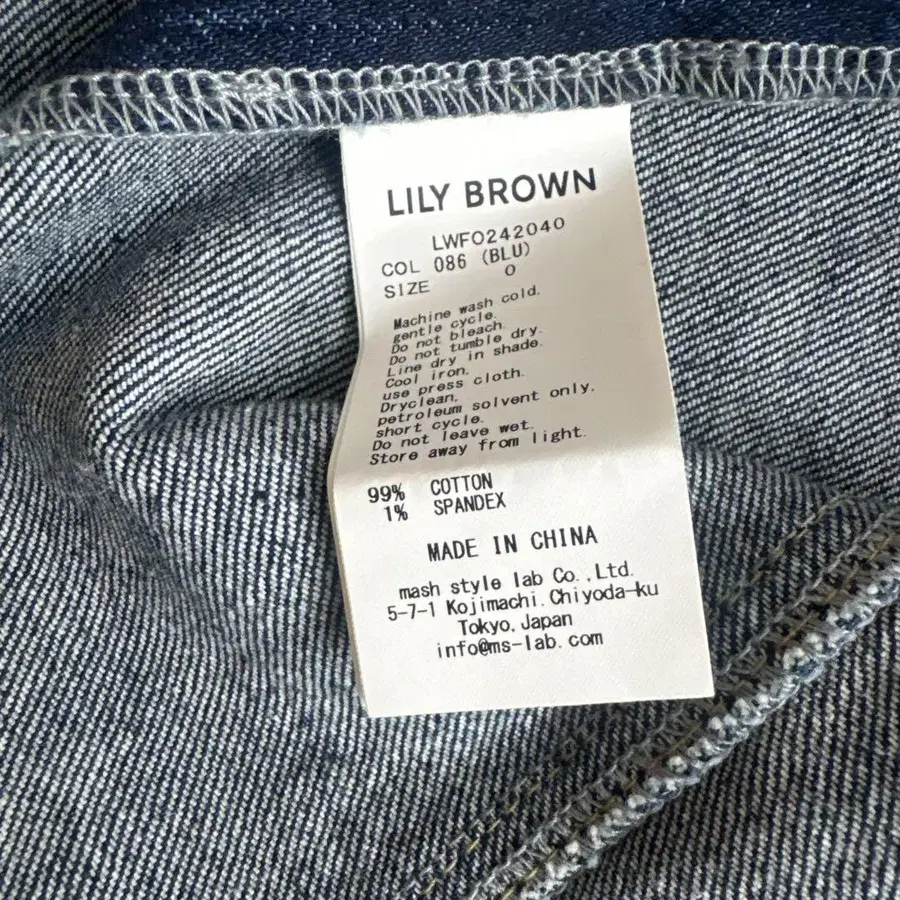 LILY BROWN
LWFO242040
COL 086 (BLU)
SIZE 0
Machine wash cold.
gentle cycle.
Do not bleach.
Do not tumble dry.
Line dry in shade.
Cool iron.
use press cloth.
Dryclean.
petroleum solvent only.
short cycle.
Do not leave wet.
Store away from light.
99% COTTON
1% SPANDEX
MADE IN CHINA
mash style lab Co.,Ltd.
5-7-1 Kojimachi.Chiyoda-ku
Tokyo.Japan
info@ms-lab.com